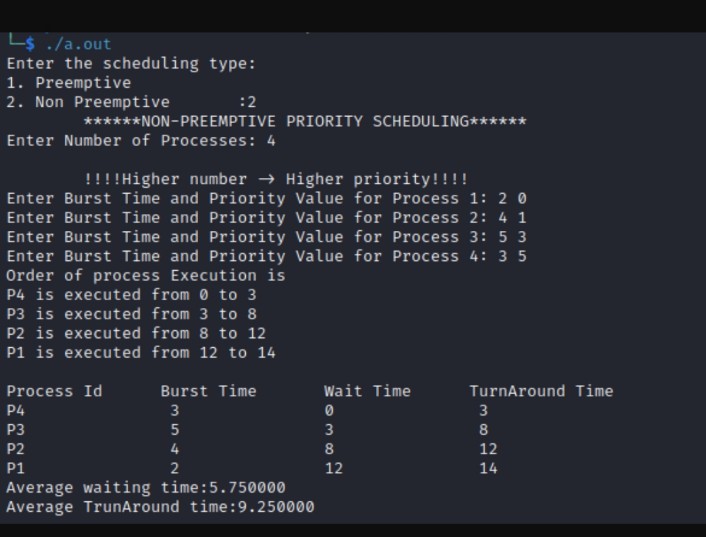 └─$ ./a.out
Enter the scheduling type:
1. Preemptive
2. Non Preemptive :2
******NON-PREEMPTIVE PRIORITY SCHEDULING******
Enter Number of Processes: 4
!!!!Higher number → Higher priority!!!!
Enter Burst Time and Priority Value for Process 1: 2 0
Enter Burst Time and Priority Value for Process 2: 4 1
Enter Burst Time and Priority Value for Process 3: 5 3
Enter Burst Time and Priority Value for Process 4: 3 5
Order of process Execution is
P4 is executed from 0 to 3
P3 is executed from 3 to 8
P2 is executed from 8 to 12
P1 is executed from 12 to 14
Process Id Burst Time Wait Time TurnAround Time
P4 3 0 3
P3 5 3 8
P2 4 8 12
P1 2 12 14
Average waiting time:5.750000
Average TrunAround time:9.250000